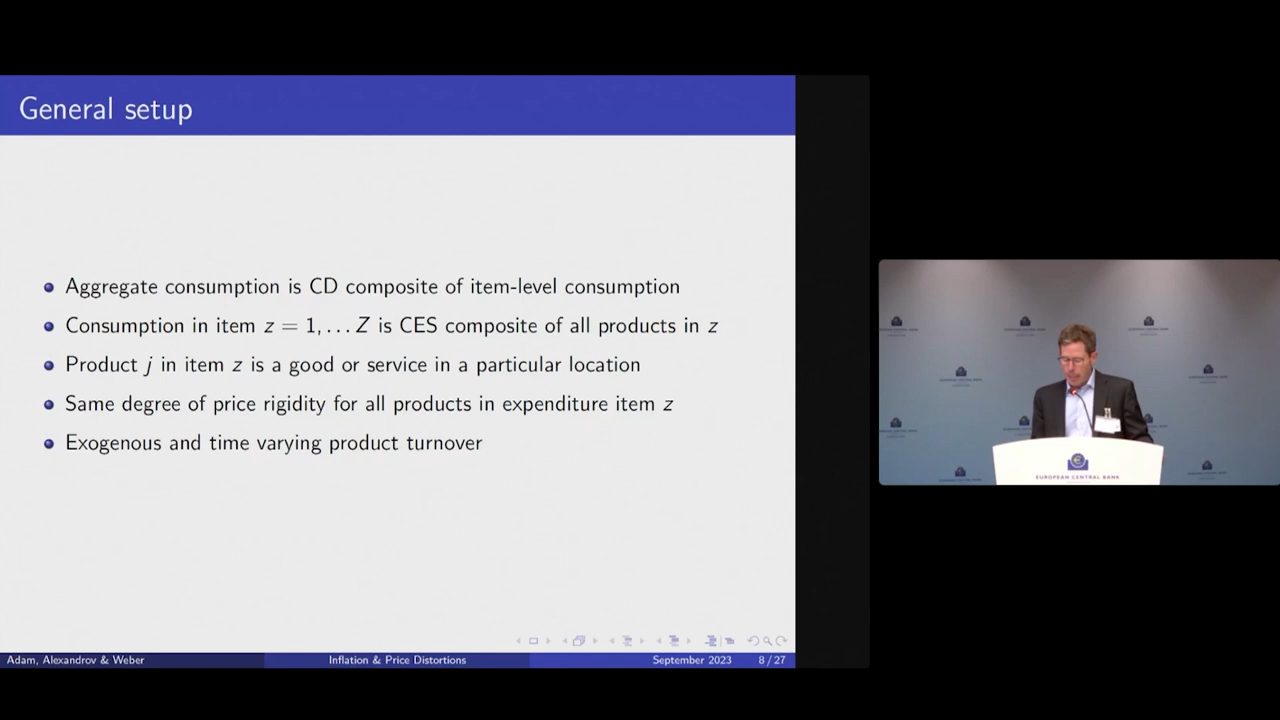 General setup
Aggregate consumption is CD composite of item-level consumption
Consumption in item z = 1, . . . Z is CES composite of all products in z
Product j in item z is a good or service in a particular location
Same degree of price rigidity for all products in expenditure item z
Exogenous and time varying product turnover
Adam, Alexandrov & Weber
Inflation & Price Distortions
September 2023
8 / 27
EUROPEAN CENTRAL BANK